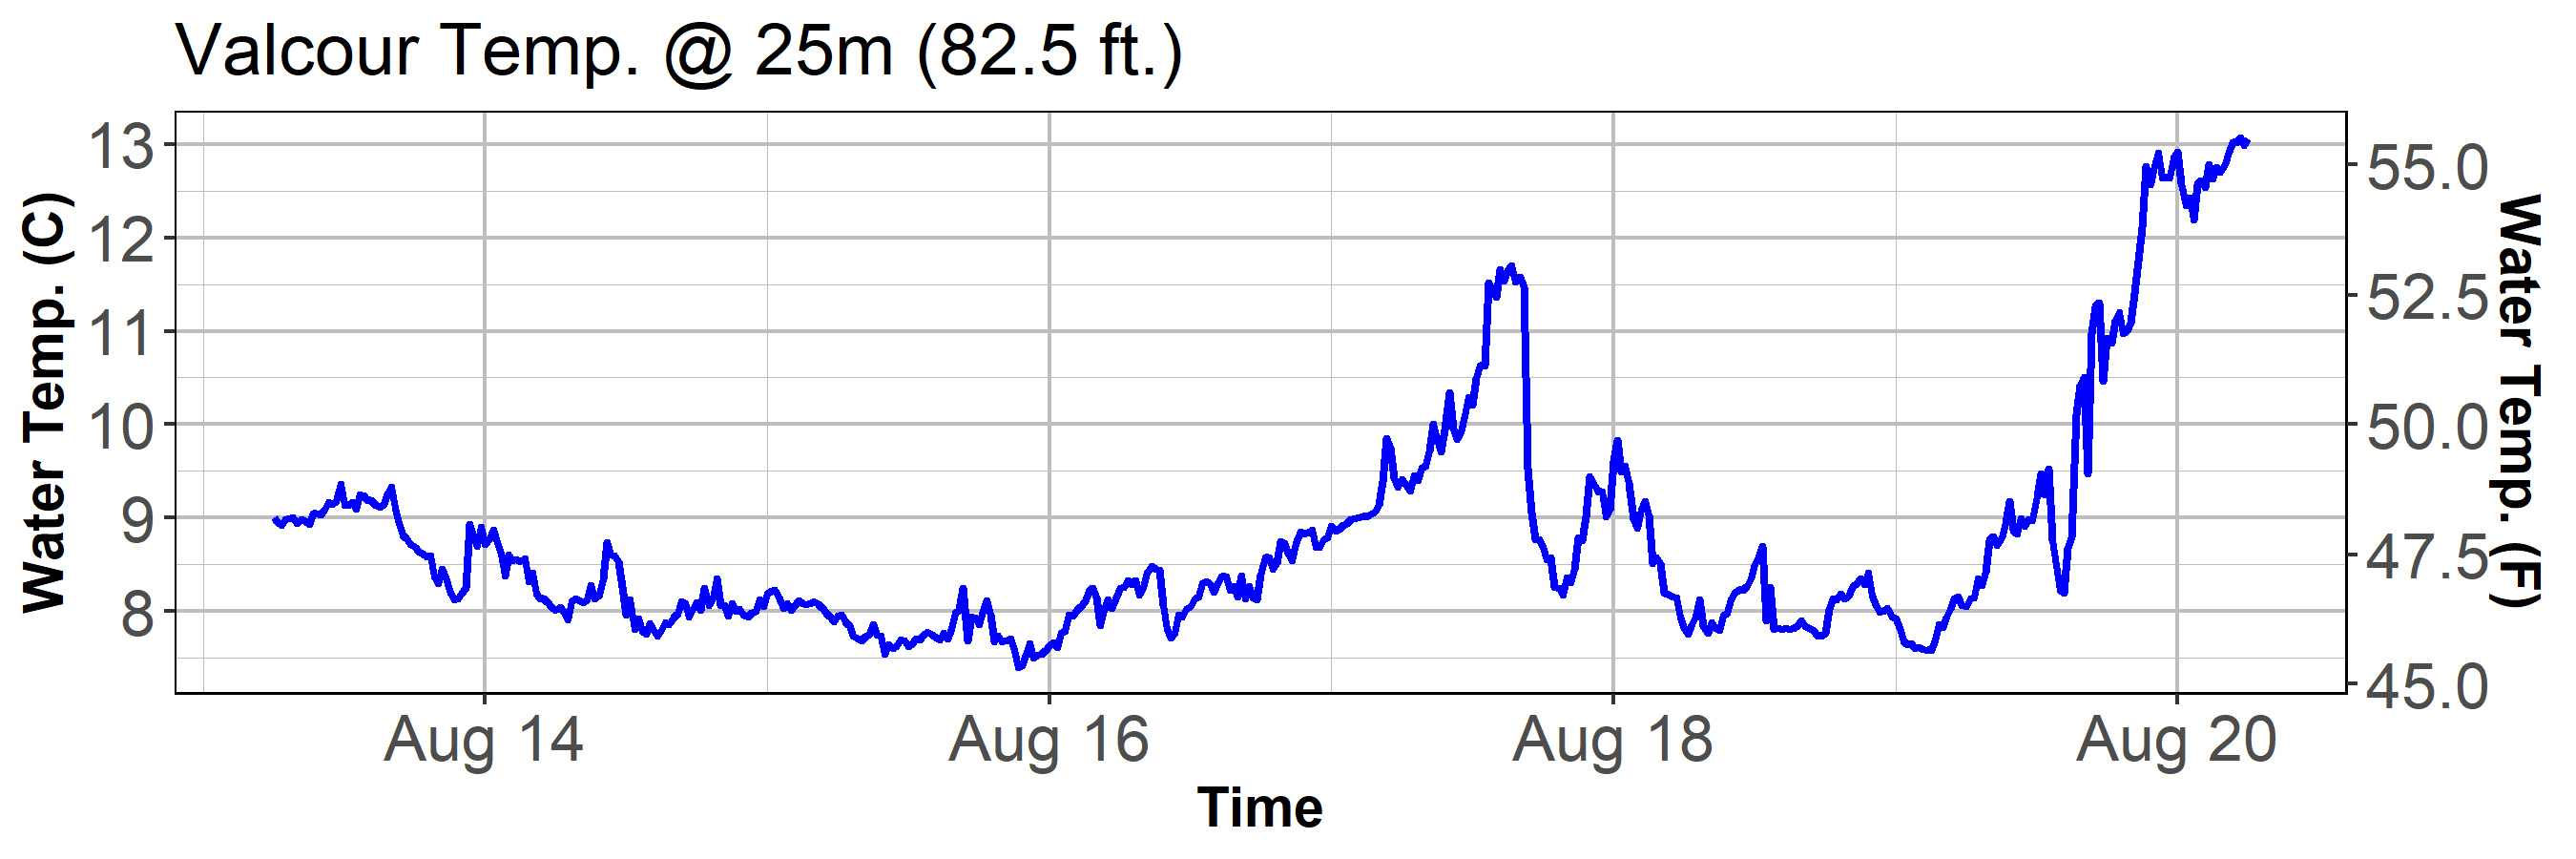 Valcour Temp. @ 25m (82.5 ft.)
Water Temp. (C)
13
12
11
10
9
8
55.0
52.5
50.0
47.5
45.0
Water Temp. (F)
Aug 14 Aug 16 Aug 18 Aug 20
Time